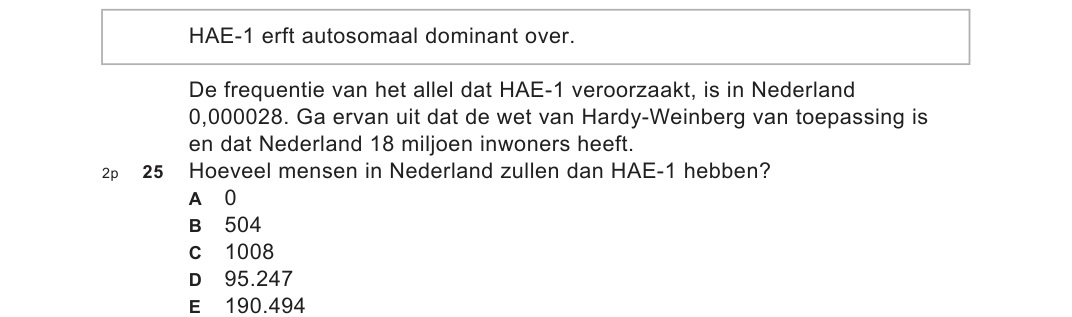 HAE-1 erft autosomaal dominant over.
De frequentie van het allel dat HAE-1 veroorzaakt, is in Nederland
0,000028. Ga ervan uit dat de wet van Hardy-Weinberg van toepassing is
en dat Nederland 18 miljoen inwoners heeft.
2p 25 Hoeveel mensen in Nederland zullen dan HAE-1 hebben?
A 0
B 504
C 1008
D 95.247
E 190.494